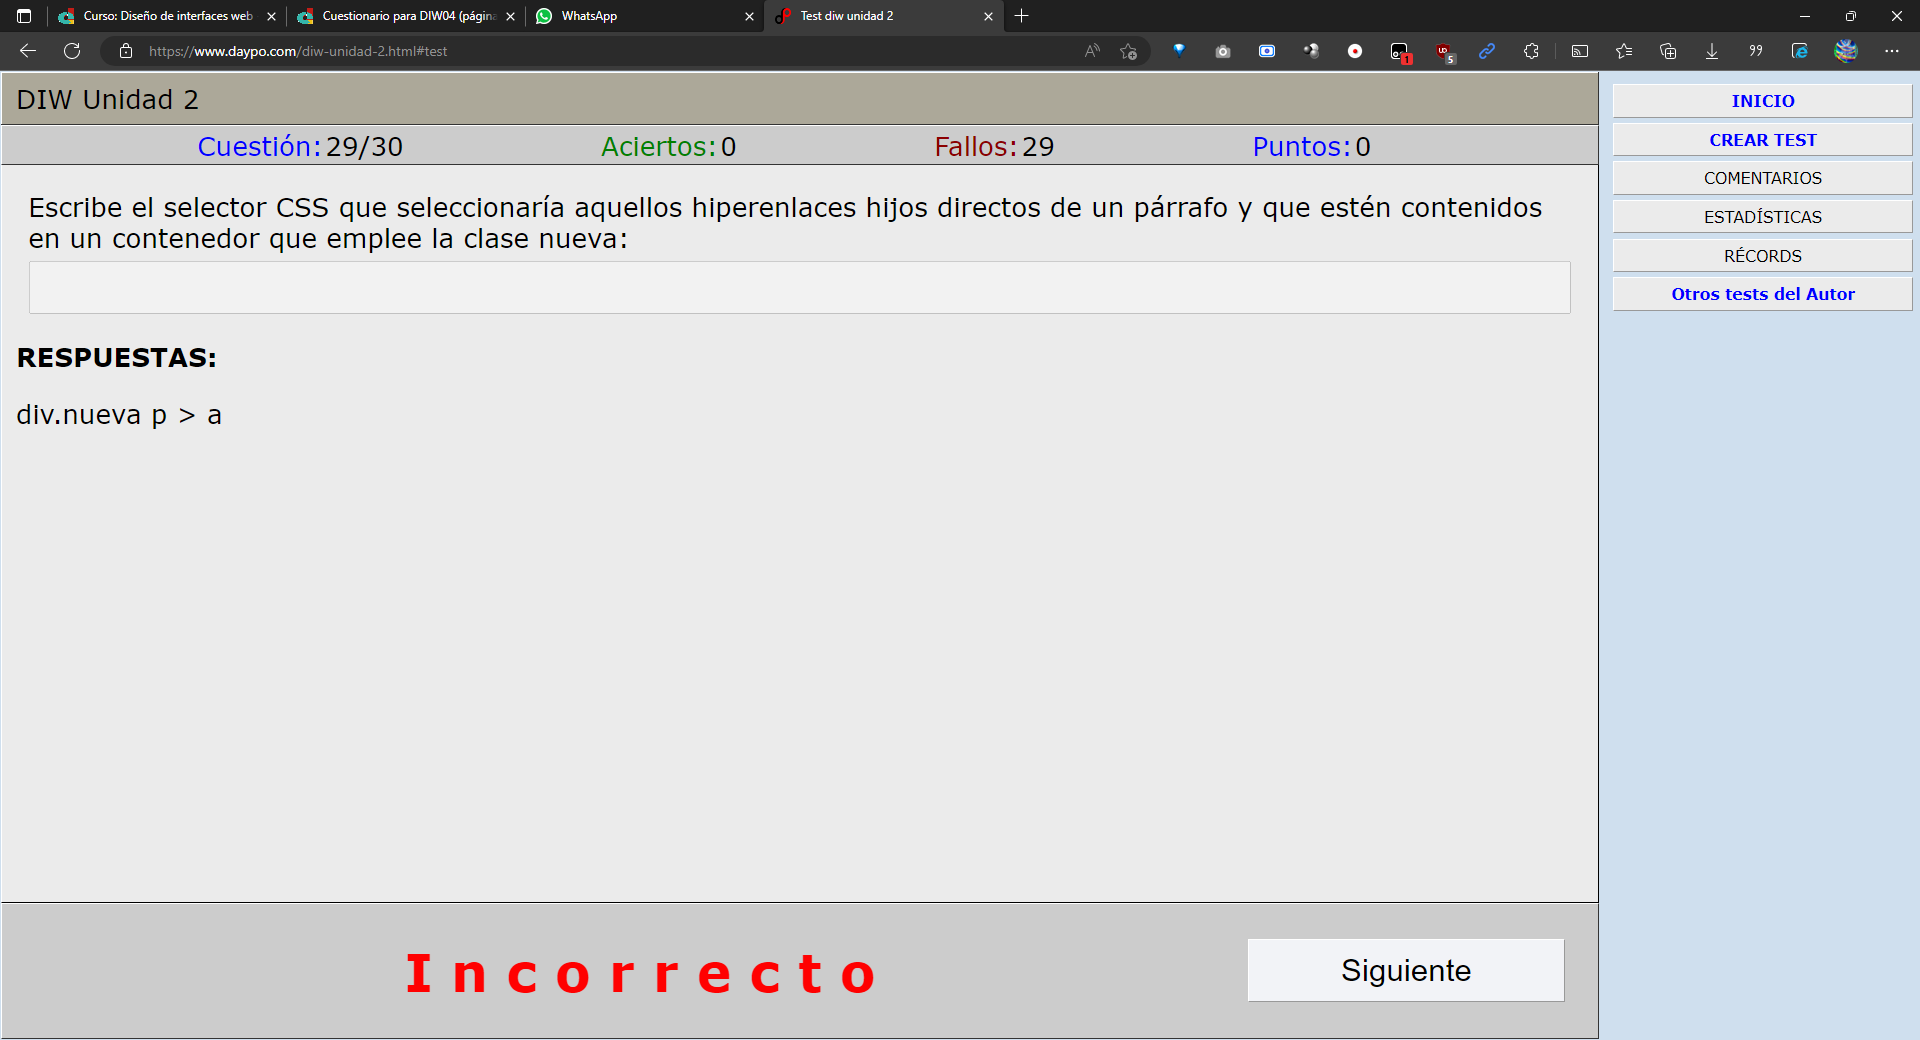 Curso: Diseño de interfaces web
Cuestionario para DIW04 (págin
WhatsApp
Test diw unidad 2
https://www.daypo.com/diw-unidad-2.html#test
1
5
DIW Unidad 2
Cuestión: 29/30 Aciertos: 0 Fallos: 29 Puntos: 0
Escribe el selector CSS que seleccionaría aquellos hiperenlaces hijos directos de un párrafo y que estén contenidos
en un contenedor que emplee la clase nueva:
RESPUESTAS:
div.nueva p > a
Incorrecto
Siguiente
INICIO
CREAR TEST
COMENTARIOS
ESTADÍSTICAS
RÉCORDS
Otros tests del Autor